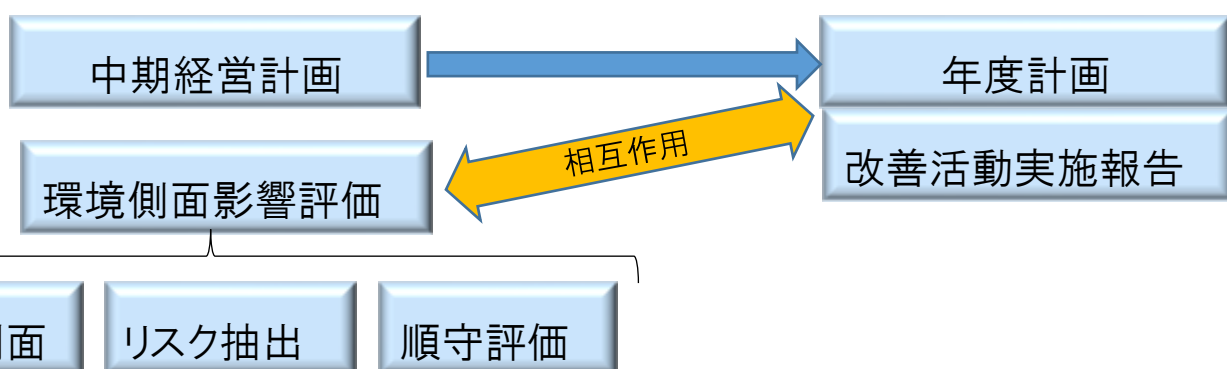 中期経営計画
年度計画
相互作用
改善活動実施報告
環境側面影響評価
面
リスク抽出
順守評価